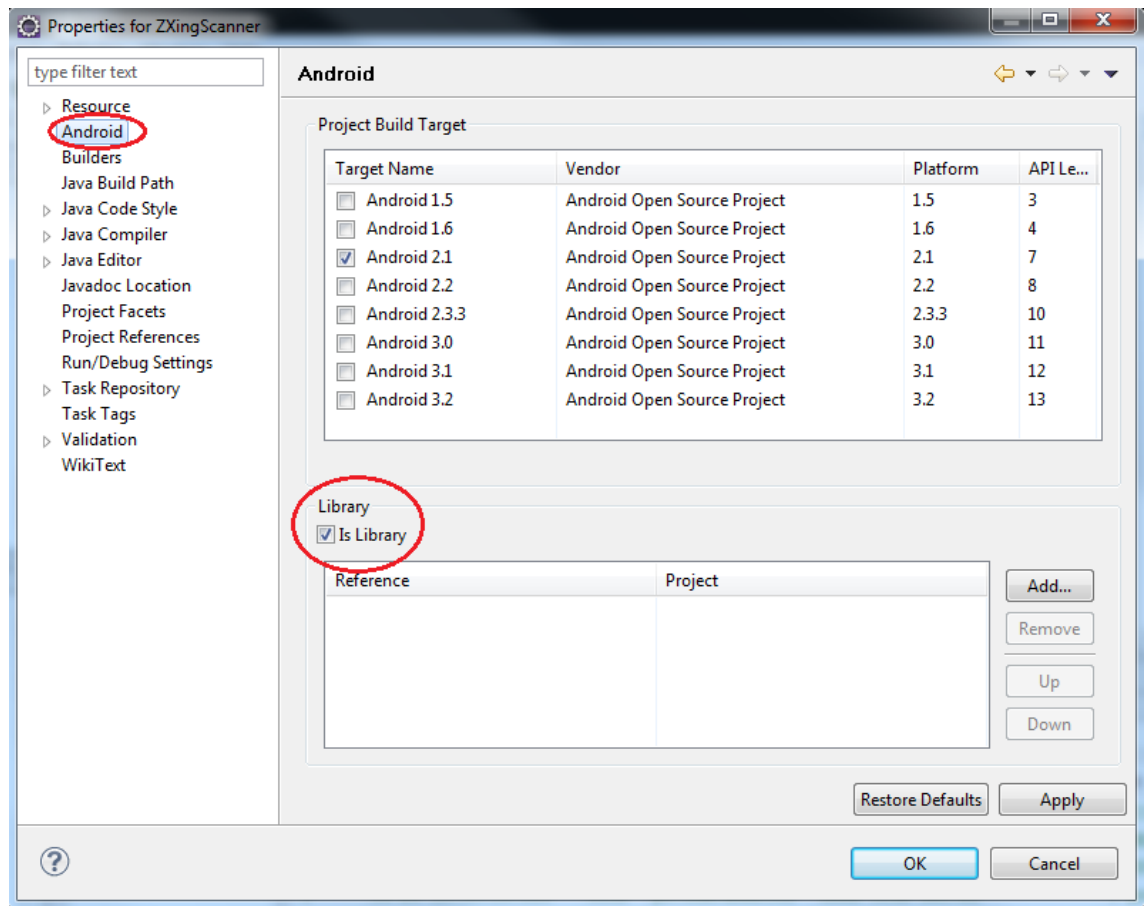 Properties for ZXingScanner
type filter text
Resource
Android
Builders
Java Build Path
Java Code Style
Java Compiler
Java Editor
Javadoc Location
Project Facets
Project References
Run/Debug Settings
Task Repository
Task Tags
Validation
WikiText
Android
Project Build Target
Target Name Vendor Platform API Le...
Android 1.5 Android Open Source Project 1.5 3
Android 1.6 Android Open Source Project 1.6 4
Android 2.1 Android Open Source Project 2.1 7
Android 2.2 Android Open Source Project 2.2 8
Android 2.3.3 Android Open Source Project 2.3.3 10
Android 3.0 Android Open Source Project 3.0 11
Android 3.1 Android Open Source Project 3.1 12
Android 3.2 Android Open Source Project 3.2 13
Library
Is Library
Reference Project
Add...
Remove
Up
Down
Restore Defaults Apply
? OK Cancel